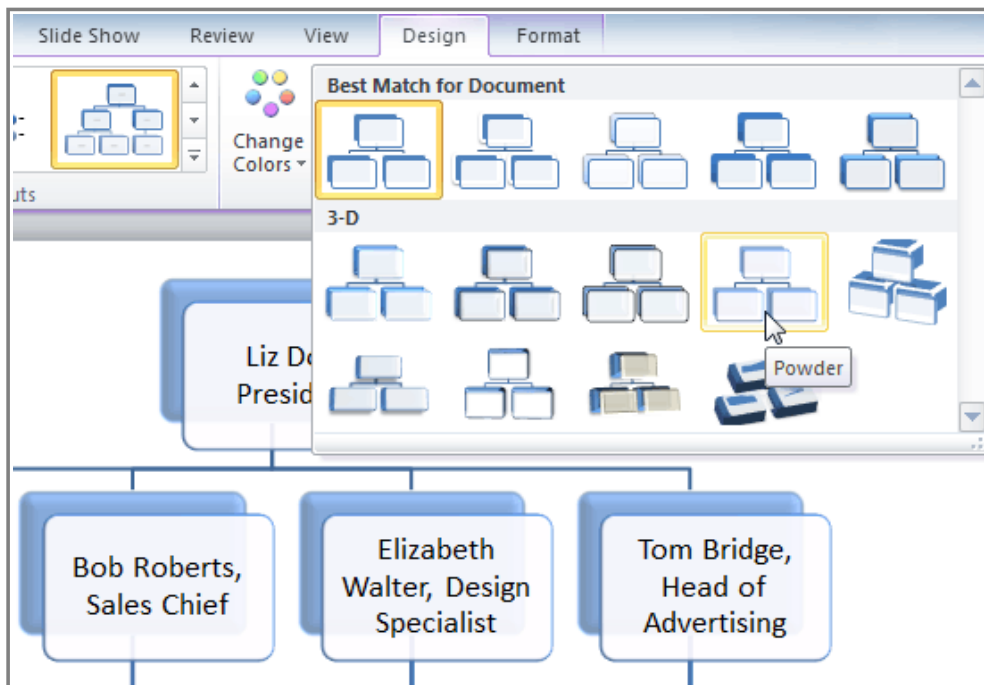 Slide Show Review View Design Format
Best Match for Document
Change
Colors
3-D
Powder
Liz
Bob Roberts,
Sales Chief
Elizabeth
Walter, Design
Specialist
Tom Bridge,
Head of
Advertising